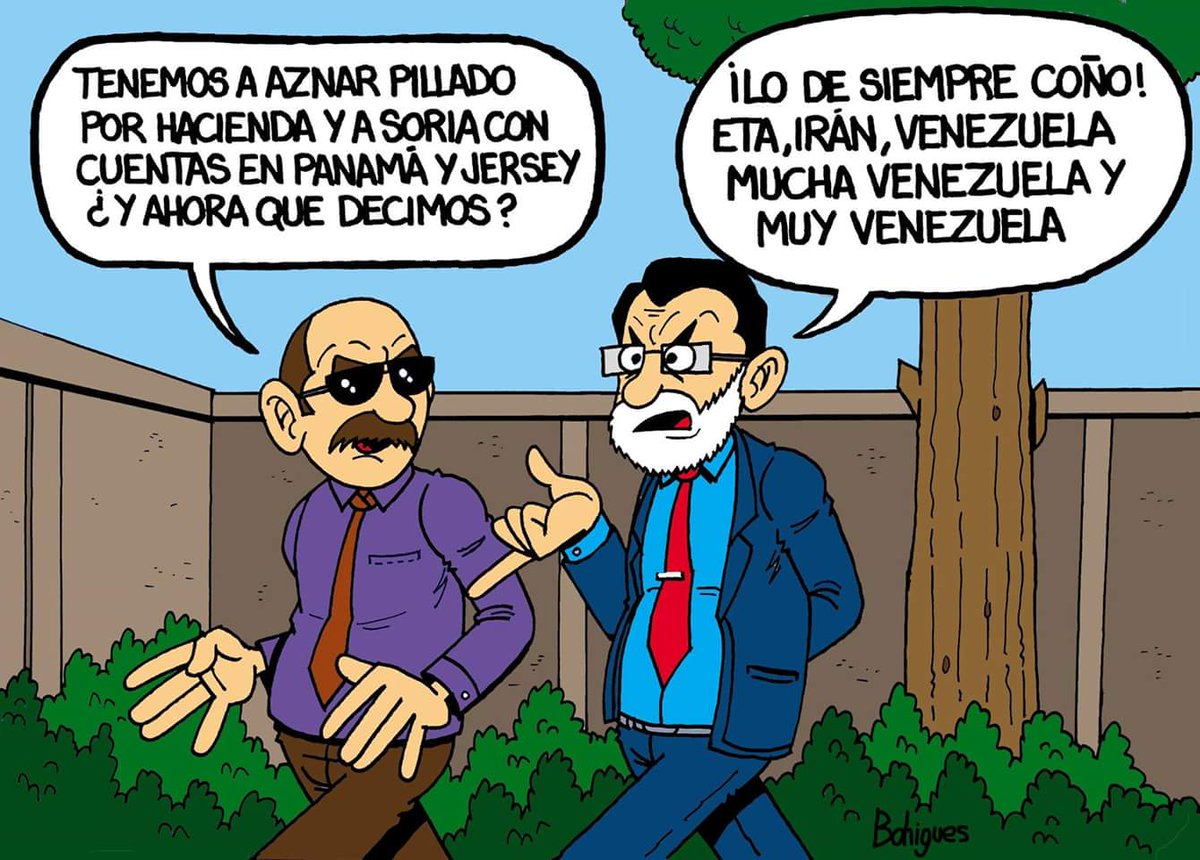 TENEMOS A AZNAR PILLADO
POR HACIENDA Y A SORIA CON
CUENTAS EN PANAMÁ Y JERSEY
¿Y AHORA QUE DECIMOS?
¡LO DE SIEMPRE COÑO!
ETA, IRÁN, VENEZUELA
MUCHA VENEZUELA Y
MUY VENEZUELA
Bohigues